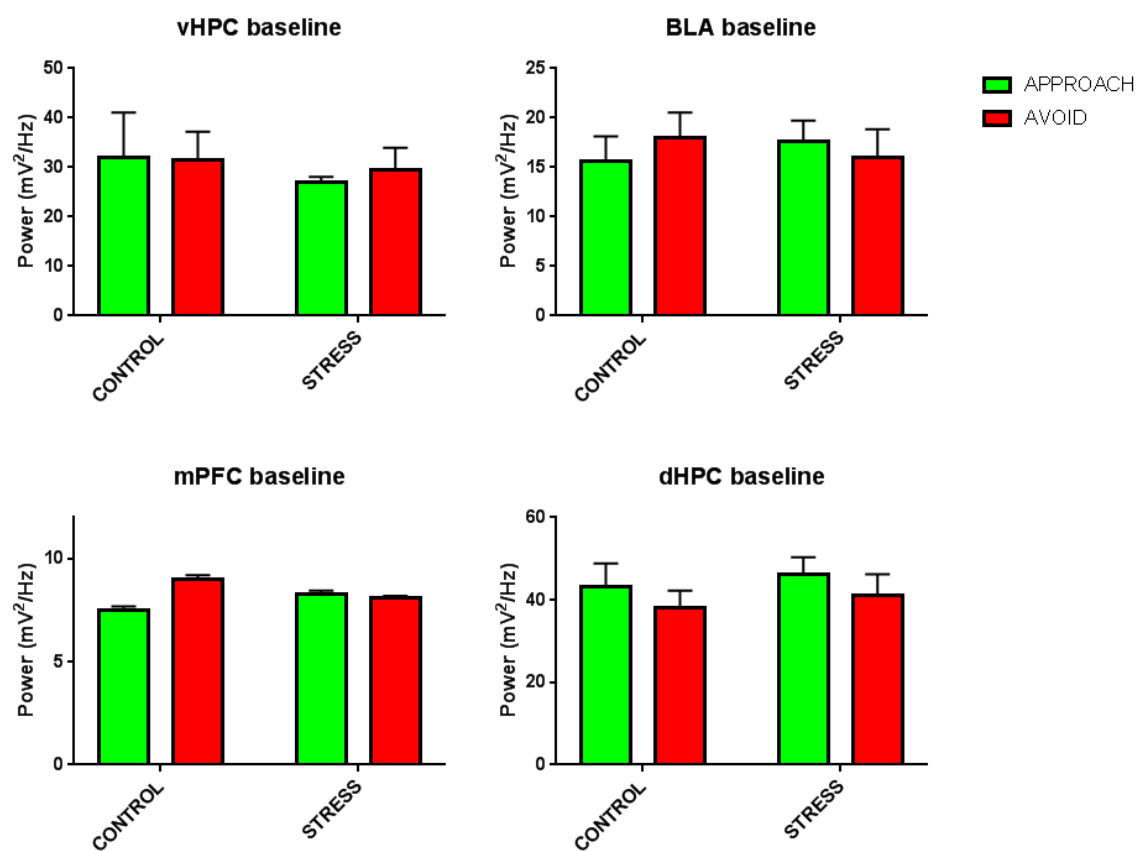 vHPC baseline
Power (mV²/Hz)
50
40
30
20
10
0
CONTROL
STRESS
BLA baseline
Power (mV²/Hz)
25
20
15
10
5
0
CONTROL
STRESS
APPROACH
AVOID
mPFC baseline
Power (mV²/Hz)
10
5
0
CONTROL
STRESS
dHPC baseline
Power (mV²/Hz)
60
40
20
0
CONTROL
STRESS